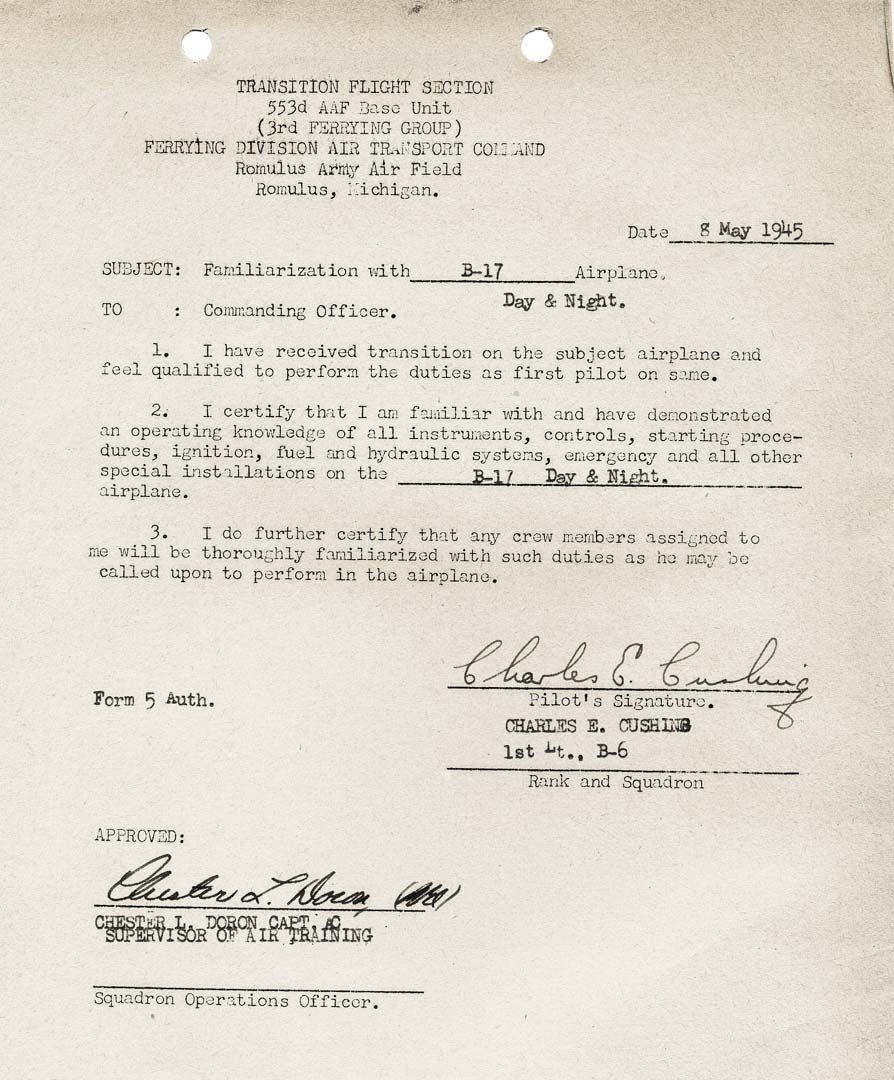 TRANSITION FLIGHT SECTION
553d AAF Base Unit
(3rd FERRYING GROUP)
FERRYING DIVISION AIR TRANSPORT COMMAND
Romulus Army Air Field
Romulus, Michigan.
Date 8 May 1945
SUBJECT: Familiarization with B-17 Airplane.
Day & Night.
TO : Commanding Officer.
1. I have received transition on the subject airplane and
feel qualified to perform the duties as first pilot on same.
2. I certify that I am familiar with and have demonstrated
an operating knowledge of all instruments, controls, starting proce-
dures, ignition, fuel and hydraulic systems, emergency and all other
special installations on the B-17 Day & Night.
airplane.
3. I do further certify that any crew members assigned to
me will be thoroughly familiarized with such duties as he may be
called upon to perform in the airplane.
Charles E. Cushing
Form 5 Auth.
Pilot's Signature.
CHARLES E. CUSHING
1st Lt., B-6
Rank and Squadron
APPROVED:
Chester L. Doron
CHESTER L. DORON CAPT. AC
SUPERVISOR OF AIR TRAINING
Squadron Operations Officer.